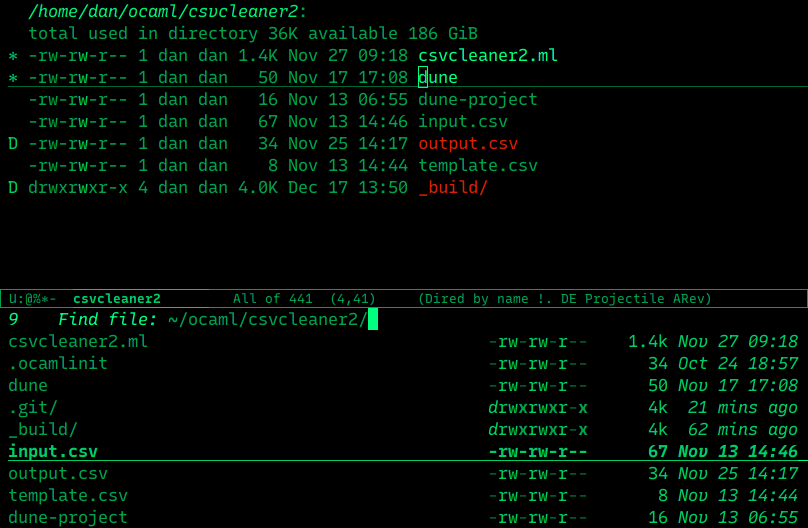 /home/dan/ocaml/csvcleaner2:
total used in directory 36K available 186 GiB
* -rw-rw-r-- 1 dan dan 1.4K Nov 27 09:18 csvcleaner2.ml
* -rw-rw-r-- 1 dan dan   50 Nov 17 17:08 dune
  -rw-rw-r-- 1 dan dan   16 Nov 13 06:55 dune-project
  -rw-rw-r-- 1 dan dan   67 Nov 13 14:46 input.csv
D -rw-rw-r-- 1 dan dan   34 Nov 25 14:17 output.csv
  -rw-rw-r-- 1 dan dan    8 Nov 13 14:44 template.csv
D drwxrwxr-x 4 dan dan 4.0K Dec 17 13:50 _build/
U:@%*-  csvcleaner2         All of 441  (4,41)     (Dired by name !. DE Projectile ARev)
9    Find file: ~/ocaml/csvcleaner2/
csvcleaner2.ml                                  -rw-rw-r--    1.4k Nov 27 09:18
.ocamlinit                                      -rw-rw-r--      34 Oct 24 18:57
dune                                            -rw-rw-r--      50 Nov 17 17:08
.git/                                           drwxrwxr-x      4k  21 mins ago
_build/                                         drwxrwxr-x      4k  62 mins ago
input.csv                                       -rw-rw-r--      67 Nov 13 14:46
output.csv                                      -rw-rw-r--      34 Nov 25 14:17
template.csv                                    -rw-rw-r--       8 Nov 13 14:44
dune-project                                    -rw-rw-r--      16 Nov 13 06:55